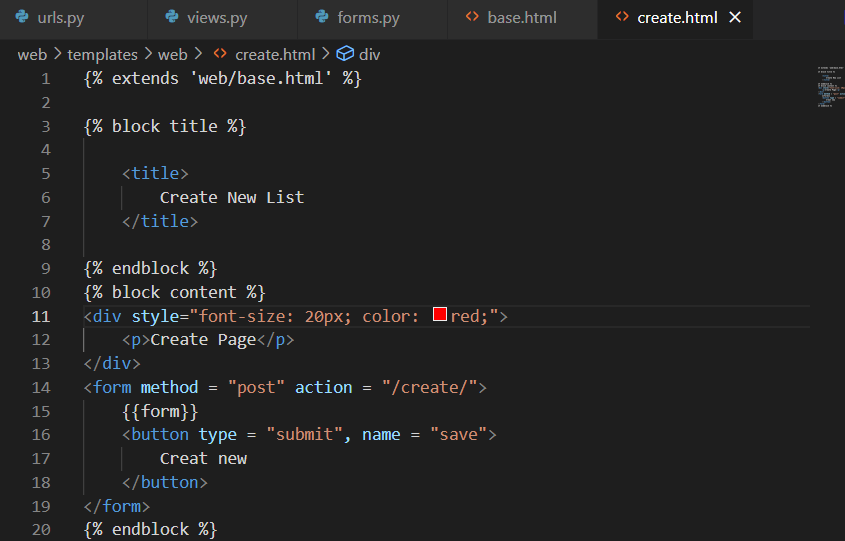 urls.py views.py forms.py base.html create.html
web > templates > web > create.html > div
1 {% extends 'web/base.html' %}
2
3 {% block title %}
4
5     <title>
6         Create New List
7     </title>
8
9 {% endblock %}
10 {% block content %}
11 <div style="font-size: 20px; color: red;">
12     <p>Create Page</p>
13 </div>
14 <form method = "post" action = "/create/">
15     {{form}}
16     <button type = "submit", name = "save">
17         Creat new
18     </button>
19 </form>
20 {% endblock %}